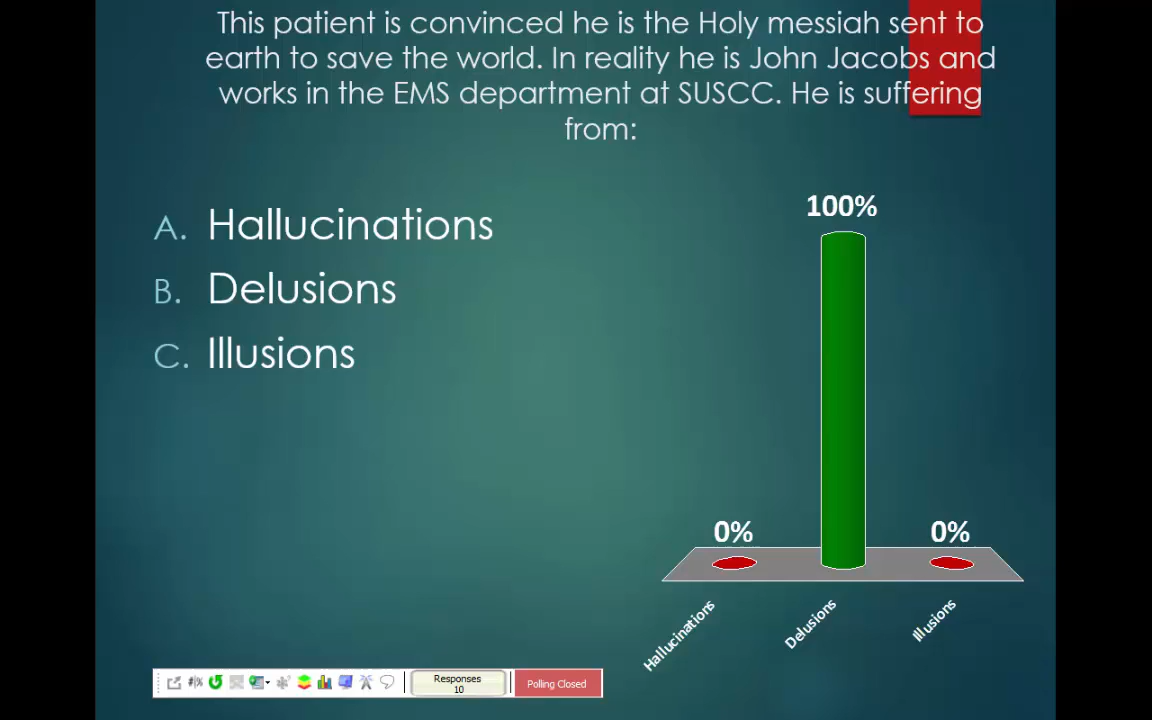 This patient is convinced he is the Holy messiah sent to
earth to save the world. In reality he is John Jacobs and
works in the EMS department at SUSCC. He is suffering
from:
A. Hallucinations
B. Delusions
C. Illusions
100%
0%
0%
Hallucinations
Delusions
Illusions
#|%
Responses
10
Polling Closed